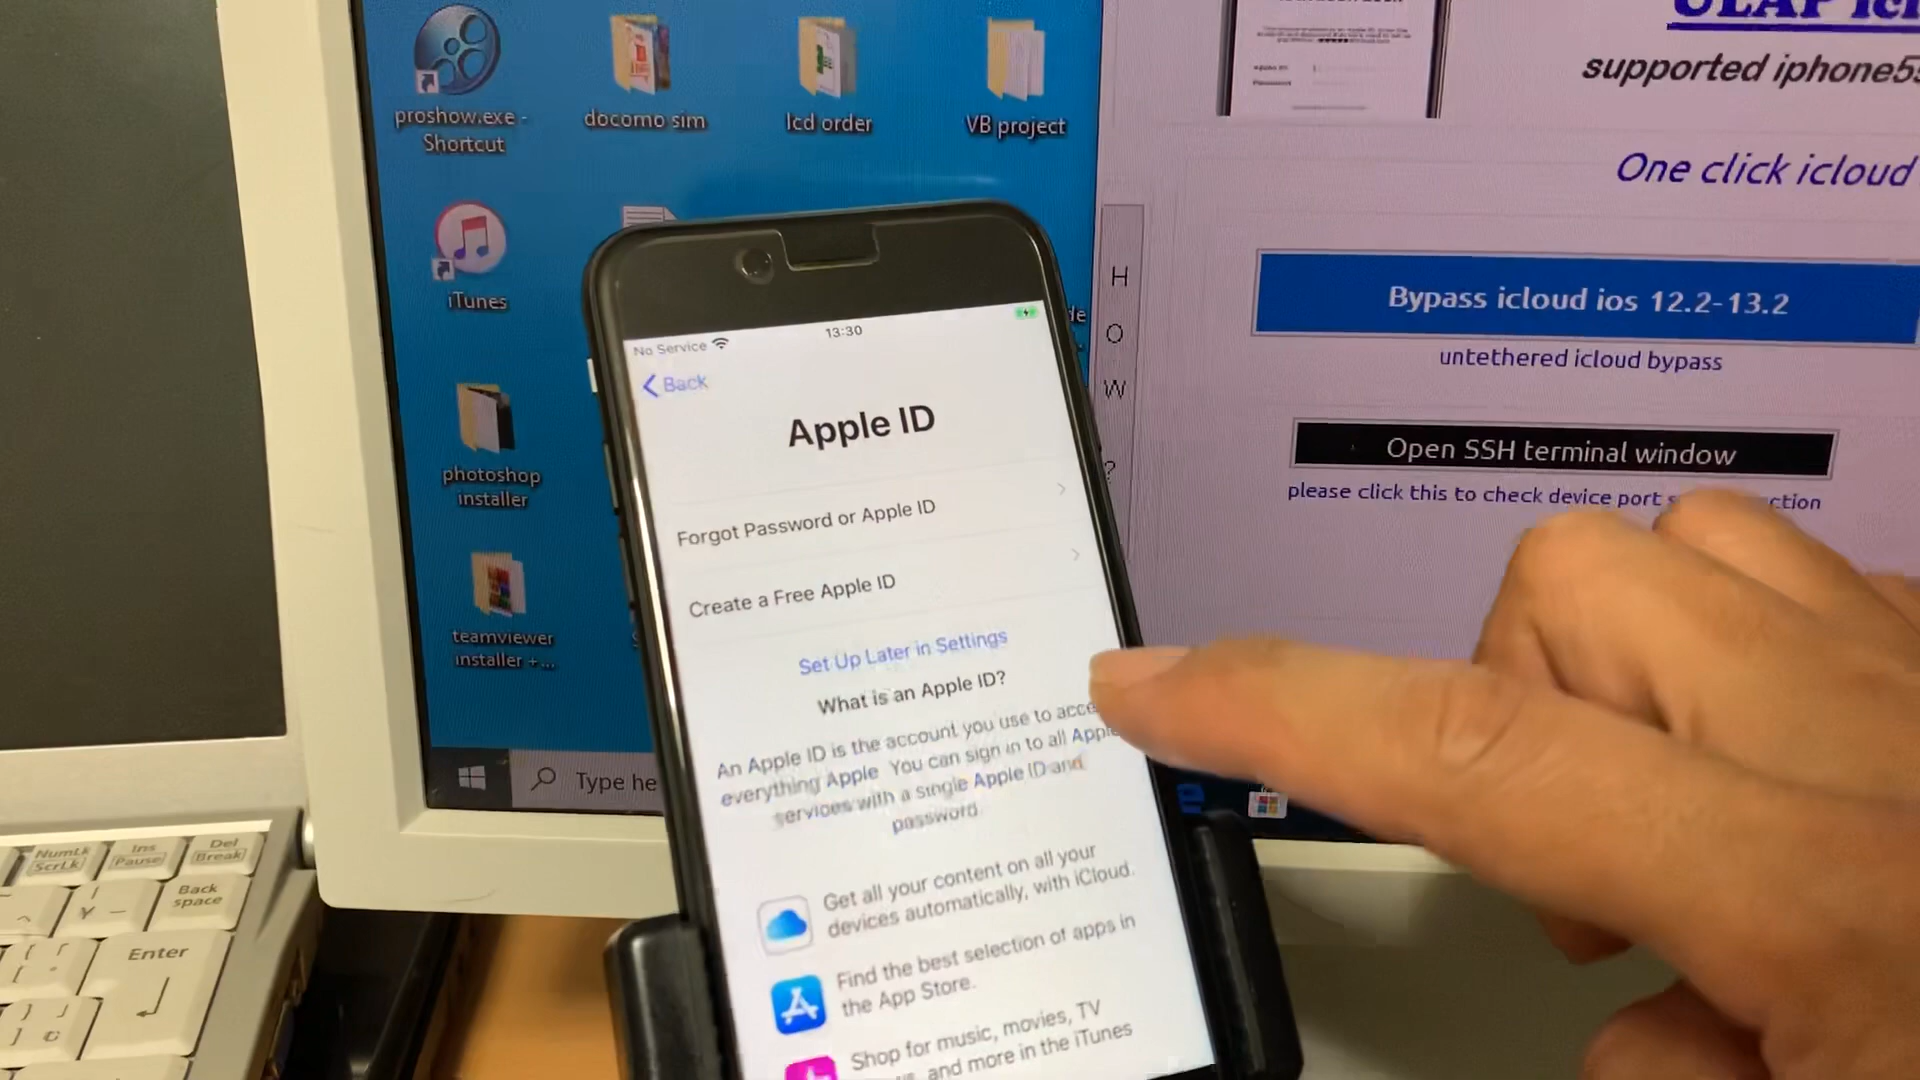 proshow.exe -
Shortcut
docomo sim
lcd order
VB project
iTunes
photoshop
installer
teamviewer
installer + ...
Type he
supported iphone5s
One click icloud
H
O
W
?
Bypass icloud ios 12.2-13.2
untethered icloud bypass
Open SSH terminal window
please click this to check device port
ction
No Service
13:30
Back
Apple ID
Forgot Password or Apple ID
Create a Free Apple ID
Set Up Later in Settings
What is an Apple ID?
An Apple ID is the account you use to acce
everything Apple. You can sign in to all Apple
services with a single Apple ID and
password.
Get all your content on all your
devices automatically, with iCloud.
Find the best selection of apps in
the App Store.
Shop for music, movies, TV
and more in the iTunes
NumLk
ScrLk
Ins
Pause
Del
Break
Back
space
Enter